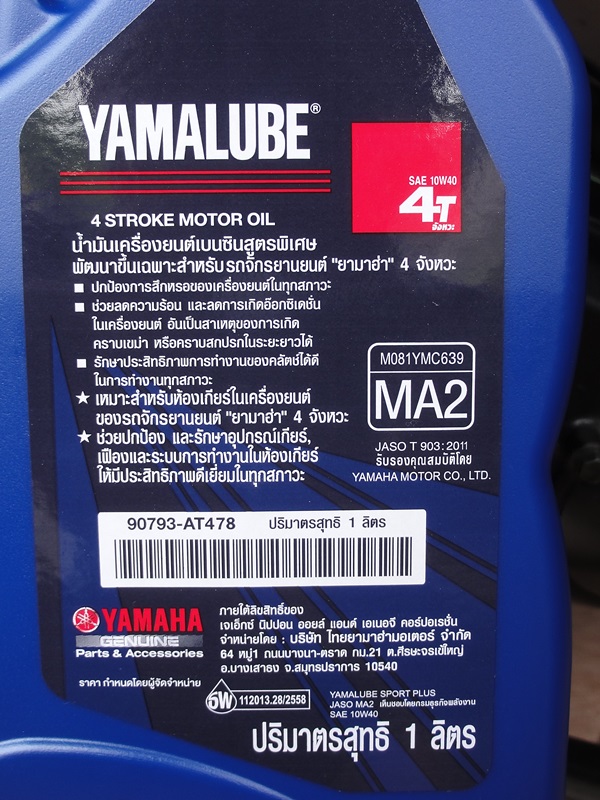 YAMALUBE®
SAE 10W40
4T
จังหวะ
4 STROKE MOTOR OIL
น้ำมันเครื่องยนต์เบนซินสูตรพิเศษ
พัฒนาขึ้นเฉพาะสำหรับรถจักรยานยนต์ "ยามาฮ่า" 4 จังหวะ
■ ปกป้องการสึกหรอของเครื่องยนต์ในทุกสภาวะ
■ ช่วยลดความร้อน และลดการเกิดอ๊อกซิเดชั่น
ในเครื่องยนต์ อันเป็นสาเหตุของการเกิด
คราบเขม่า หรือคราบสกปรกในระยะยาวได้
■ รักษาประสิทธิภาพการทำงานของคลัตช์ได้ดี
ในการทำงานทุกสภาวะ
★ เหมาะสำหรับห้องเกียร์ในเครื่องยนต์
ของรถจักรยานยนต์ "ยามาฮ่า" 4 จังหวะ
★ ช่วยปกป้อง และรักษาอุปกรณ์เกียร์,
เฟืองและระบบการทำงานในห้องเกียร์
ให้มีประสิทธิภาพดีเยี่ยมในทุกสภาวะ
M081YMC639
MA2
JASO T 903:2011
รับรองคุณสมบัติโดย
YAMAHA MOTOR CO., LTD.
90793-AT478 ปริมาตรสุทธิ 1 ลิตร
YAMAHA
GENUINE
Parts & Accessories
ภายใต้ลิขสิทธิ์ของ
เจเอ็กซ์ นิปปอน ออยล์ แอนด์ เอเนอจี คอร์ปอเรชั่น
จำหน่ายโดย : บริษัท ไทยยามาฮ่ามอเตอร์ จำกัด
64 หมู่1 ถนนบางนา-ตราด กม.21 ต.ศีรษะจรเข้ใหญ่
อ.บางเสาธง จ.สมุทรปราการ 10540
ราคา กำหนดโดยผู้จัดจำหน่าย
112013.28/2558
YAMALUBE SPORT PLUS
JASO MA2 เห็นชอบโดยกรมธุรกิจพลังงาน
SAE 10W40
ปริมาตรสุทธิ 1 ลิตร